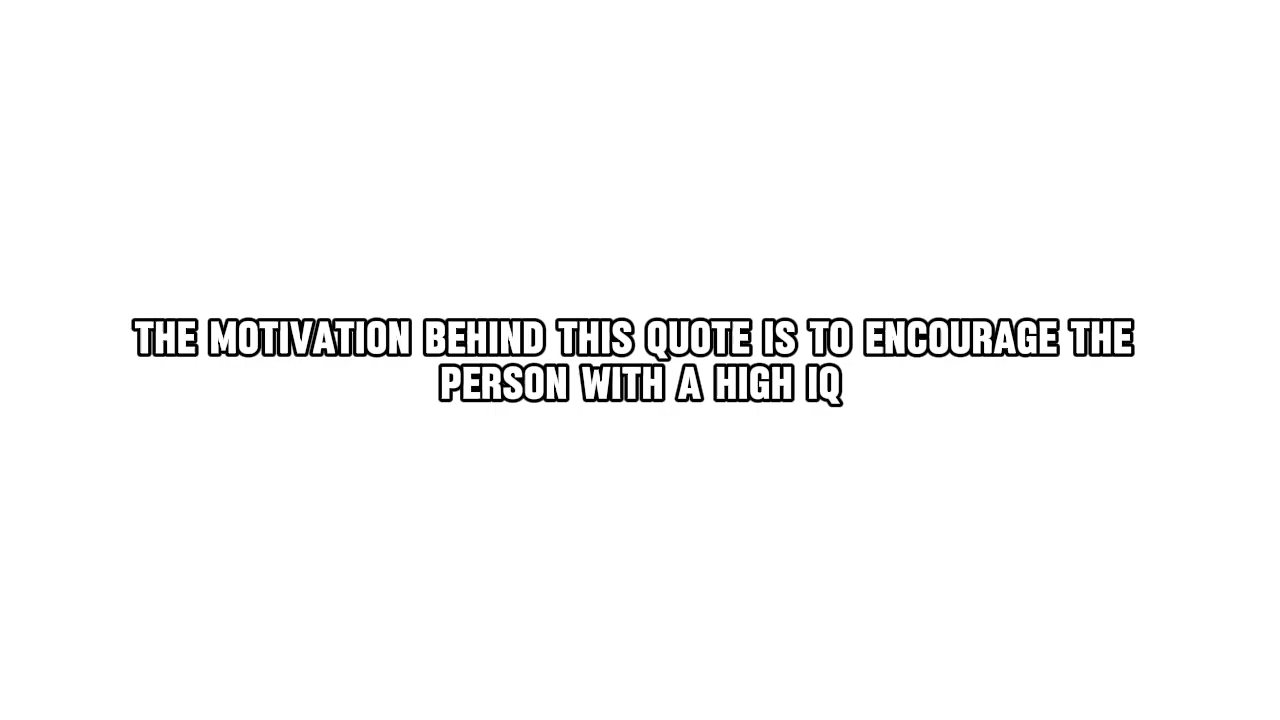 THE MOTIVATION BEHIND THIS QUOTE IS TO ENCOURAGE THE
PERSON WITH A HIGH IQ